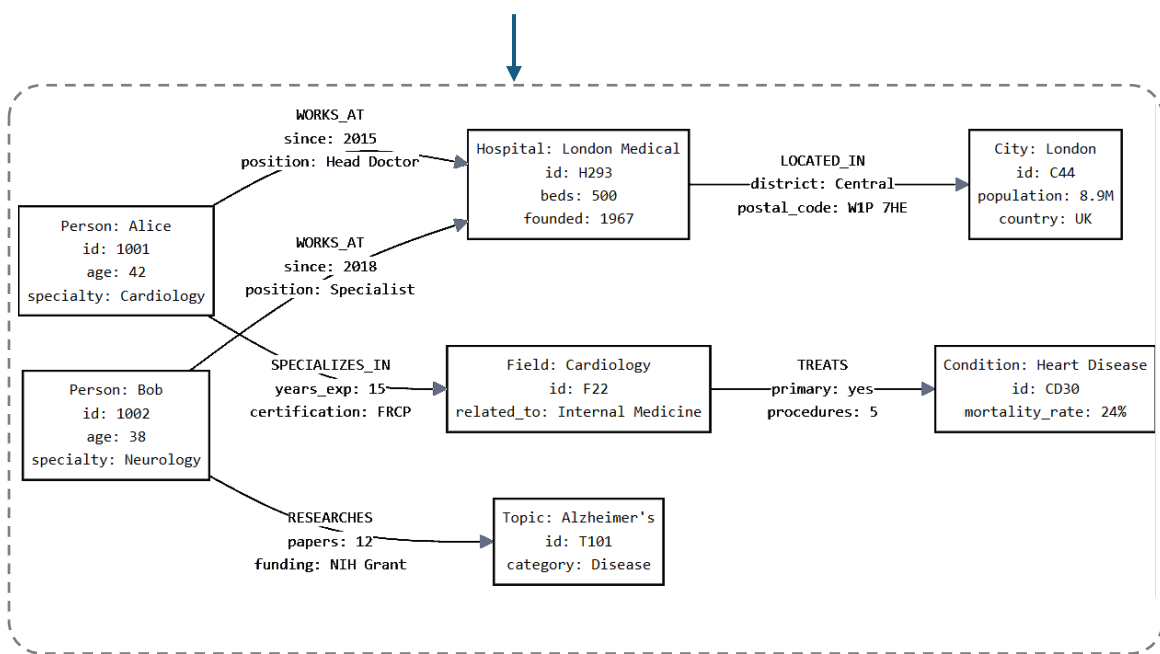 WORKS_AT
since: 2015
position: Head Doctor
Hospital: London Medical
id: H293
beds: 500
founded: 1967
LOCATED_IN
district: Central
postal_code: W1P 7HE
City: London
id: C44
population: 8.9M
country: UK
Person: Alice
id: 1001
age: 42
specialty: Cardiology
WORKS_AT
since: 2018
position: Specialist
SPECIALIZES_IN
years_exp: 15
certification: FRCP
Field: Cardiology
id: F22
related_to: Internal Medicine
TREATS
primary: yes
procedures: 5
Condition: Heart Disease
id: CD30
mortality_rate: 24%
Person: Bob
id: 1002
age: 38
specialty: Neurology
RESEARCHES
papers: 12
funding: NIH Grant
Topic: Alzheimer's
id: T101
category: Disease